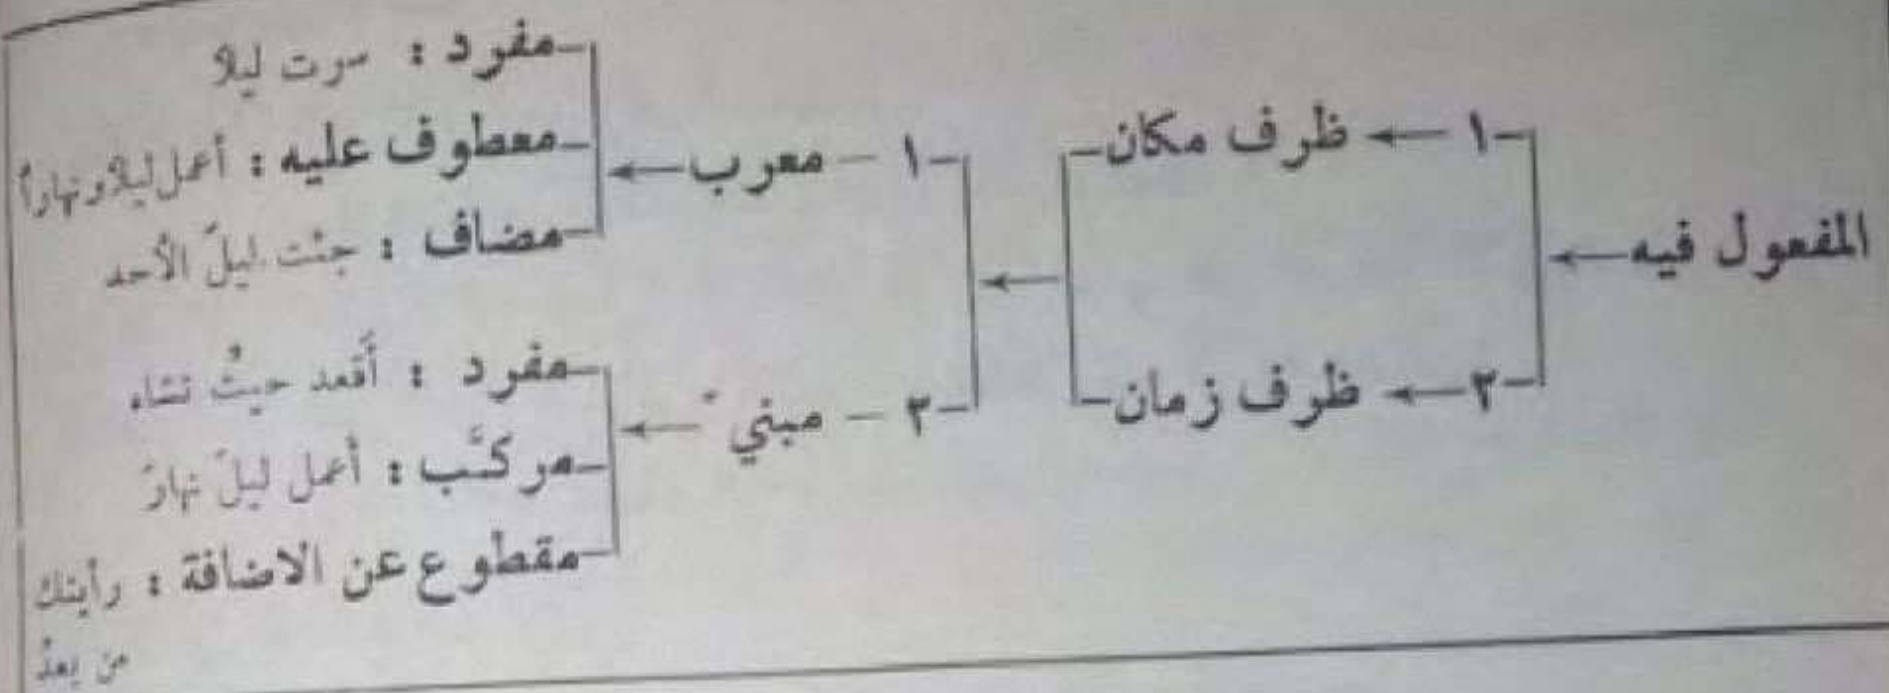 المفعول فيه
١ ← ظرف مكان
٢ ← ظرف زمان
١ – معرب
مفرد : سرت ليلا
معطوف عليه : أعمل ليلاً ونهاراً
مضاف : جئت ليلَ الأحد
٢ – مبنيّ
مفرد : أقعد حيثُ تشاء
مركَّب : أعمل ليلَ نهارَ
مقطوع عن الاضافة : رأيتك
من بعدُ